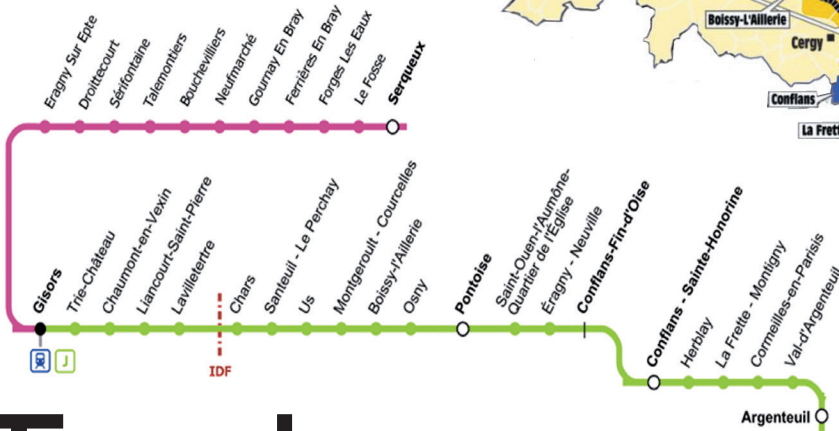 Eragny Sur Epte
Droittecourt
Sérifontaine
Talemontiers
Bouchevilliers
Neufmarché
Gournay En Bray
Ferrières En Bray
Forges Les Eaux
Le Fosse
Serqueux
Boissy-L'Aillerie
Cergy
Conflans
La Frett
Gisors
Trie-Château
Chaumont-en-Vexin
Liancourt-Saint-Pierre
Lavilletertre
Chars
Santeuil - Le Perchay
Us
Montgeroult - Courcelles
Boissy-l'Aillerie
Osny
Pontoise
Saint-Ouen-l'Aumône-
Quartier de l'Église
Éragny - Neuville
Conflans-Fin-d'Oise
Conflans - Sainte-Honorine
Herblay
La Frette - Montigny
Cormeilles-en-Parisis
Val-d'Argenteuil
J
IDF
Argenteuil